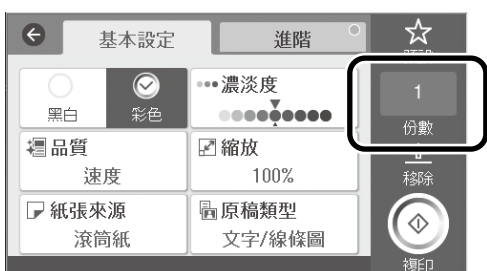 基本設定
進階
黑白
彩色
濃淡度
品質
速度
縮放
100%
紙張來源
滾筒紙
原稿類型
文字/線條圖
1
份數
移除
複印